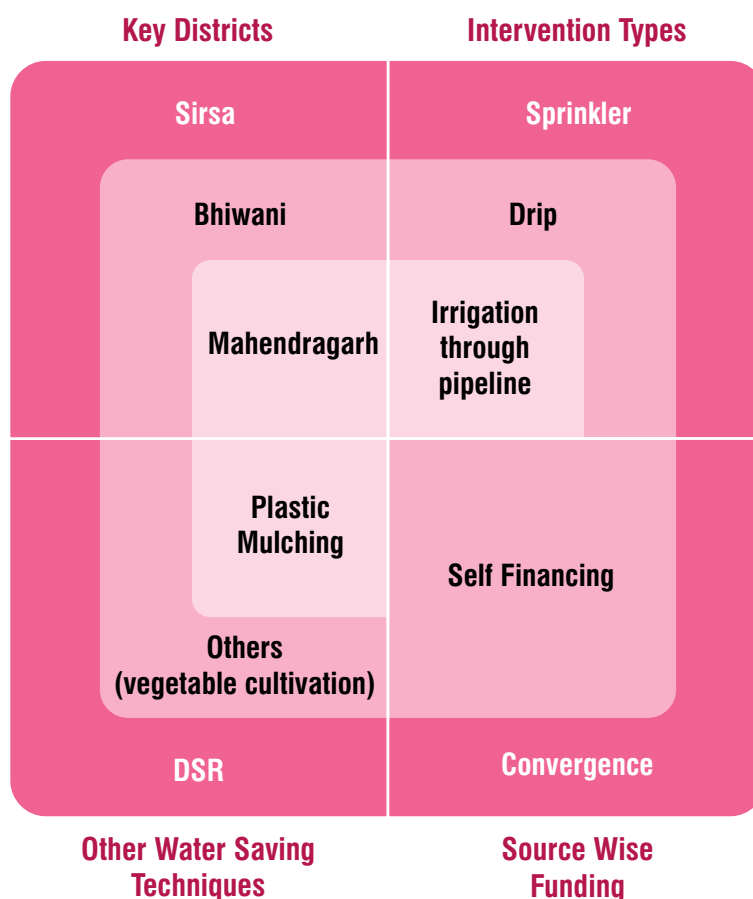 Key Districts
Intervention Types
Sirsa
Sprinkler
Bhiwani
Drip
Mahendragarh
Irrigation
through
pipeline
Plastic
Mulching
Self Financing
Others
(vegetable cultivation)
DSR
Convergence
Other Water Saving
Techniques
Source Wise
Funding